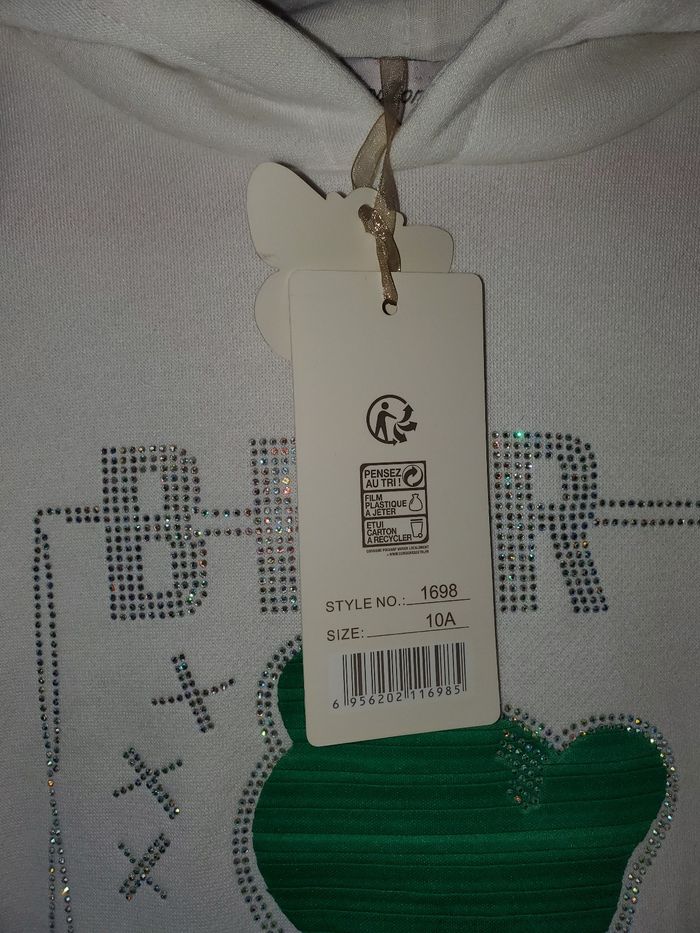 B R
PENSEZ
AU TRI !
FILM
PLASTIQUE
A JETER
ETUI
CARTON
A RECYCLER
STYLE NO.: 1698
SIZE: 10A
6 956202 116985